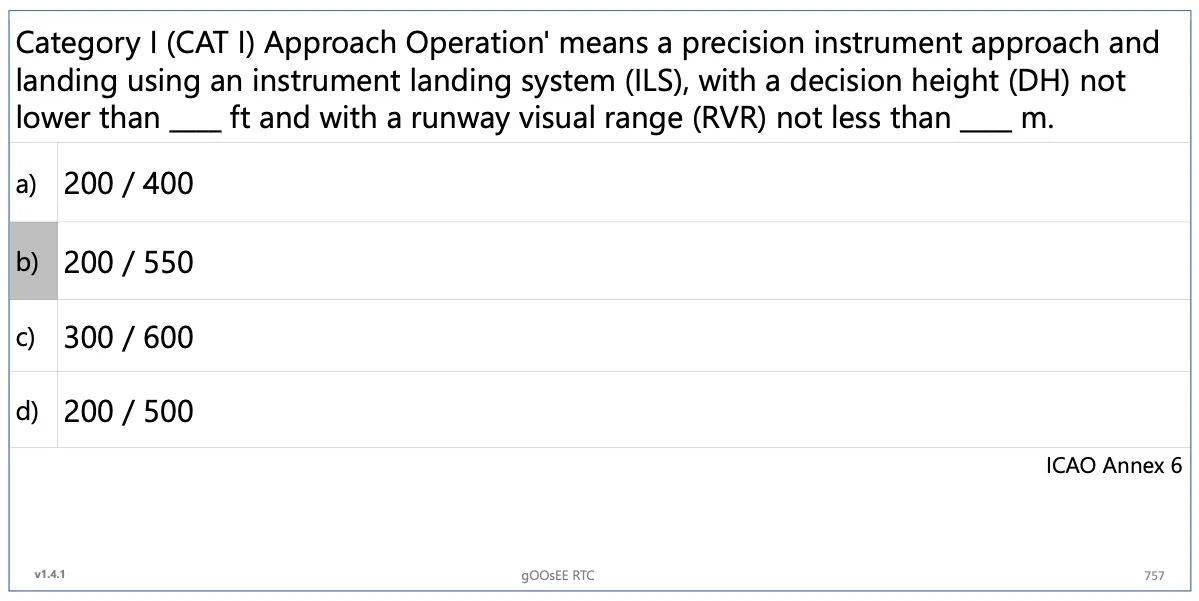 Category I (CAT I) Approach Operation' means a precision instrument approach and
landing using an instrument landing system (ILS), with a decision height (DH) not
lower than ____ ft and with a runway visual range (RVR) not less than ____ m.
a) 200 / 400
b) 200 / 550
c) 300 / 600
d) 200 / 500
ICAO Annex 6
v1.4.1 gOOsEE RTC 757